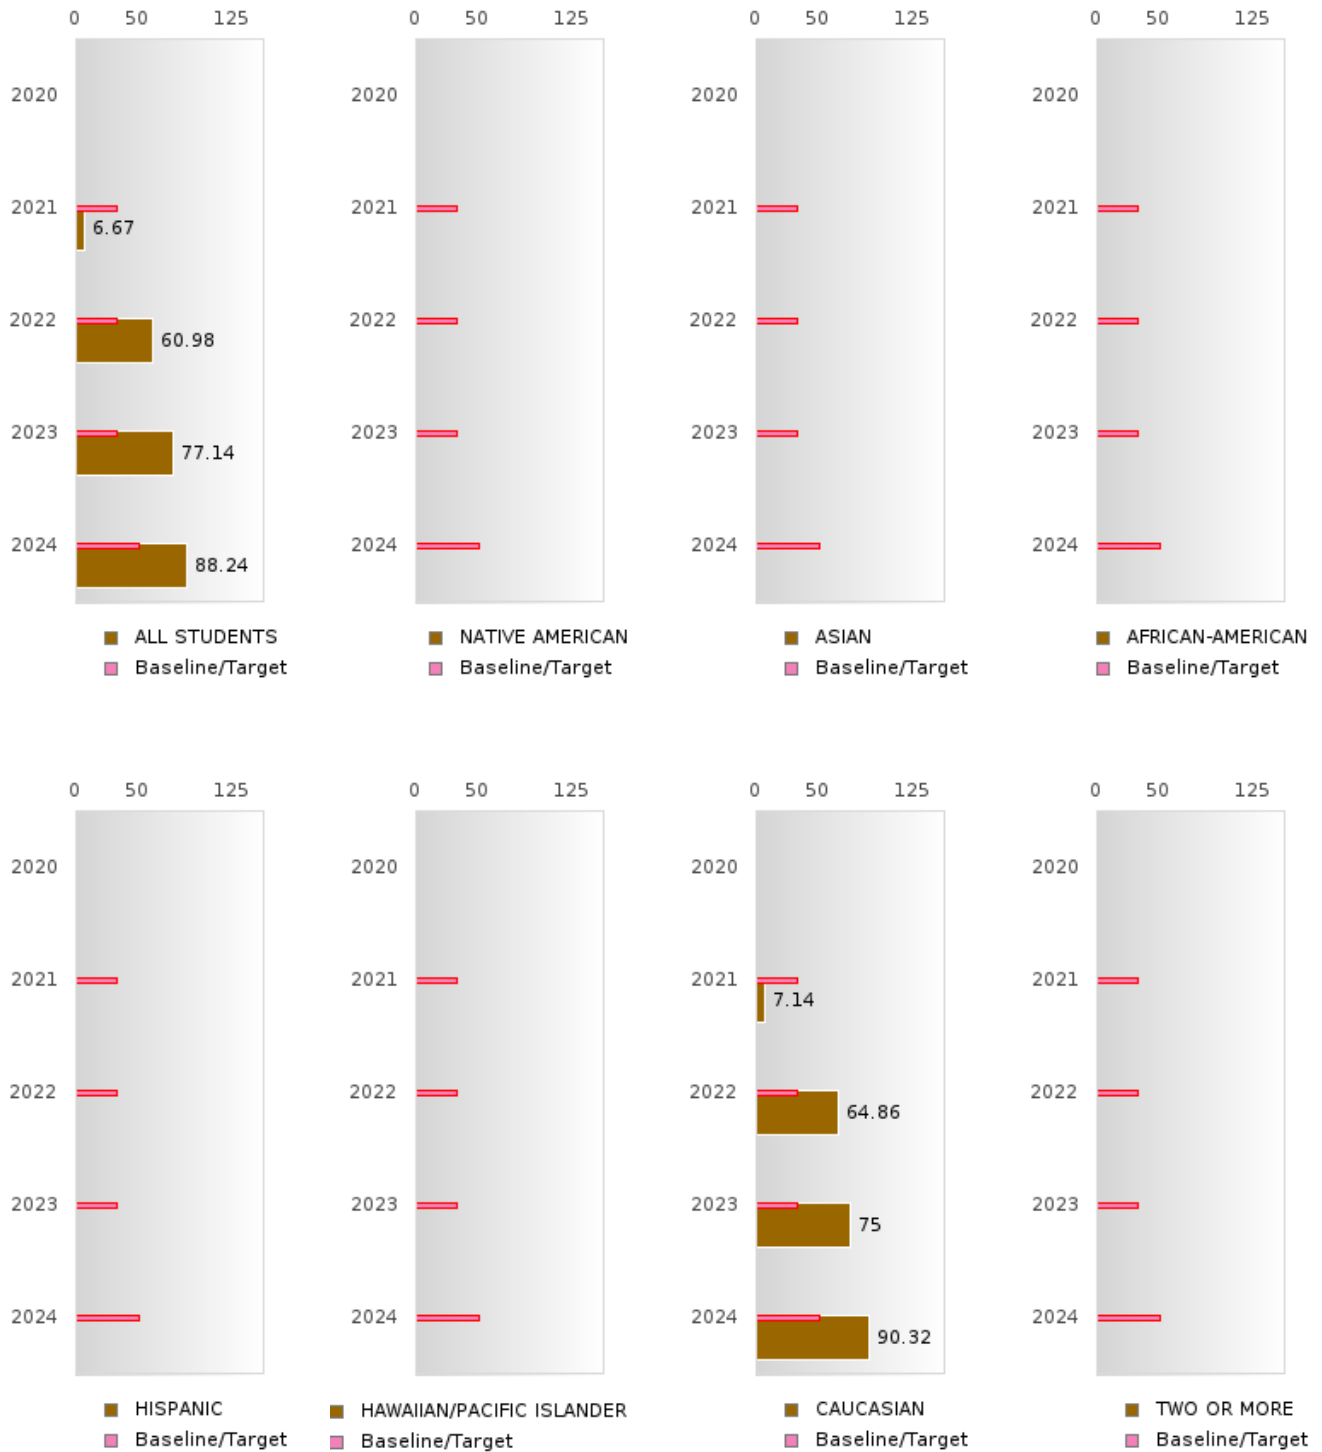 0 50 125 0 50 125 0 50 125 0 50 125
2020 2020 2020 2020
2021 6.67 2021 2021 2021
2022 60.98 2022 2022 2022
2023 77.14 2023 2023 2023
2024 88.24 2024 2024 2024
ALL STUDENTS NATIVE AMERICAN ASIAN AFRICAN-AMERICAN
Baseline/Target Baseline/Target Baseline/Target Baseline/Target
0 50 125 0 50 125 0 50 125 0 50 125
2020 2020 2020 2020
2021 2021 2021 7.14 2021
2022 2022 2022 64.86 2022
2023 2023 2023 75 2023
2024 2024 2024 90.32 2024
HISPANIC HAWAIIAN/PACIFIC ISLANDER CAUCASIAN TWO OR MORE
Baseline/Target Baseline/Target Baseline/Target Baseline/Target